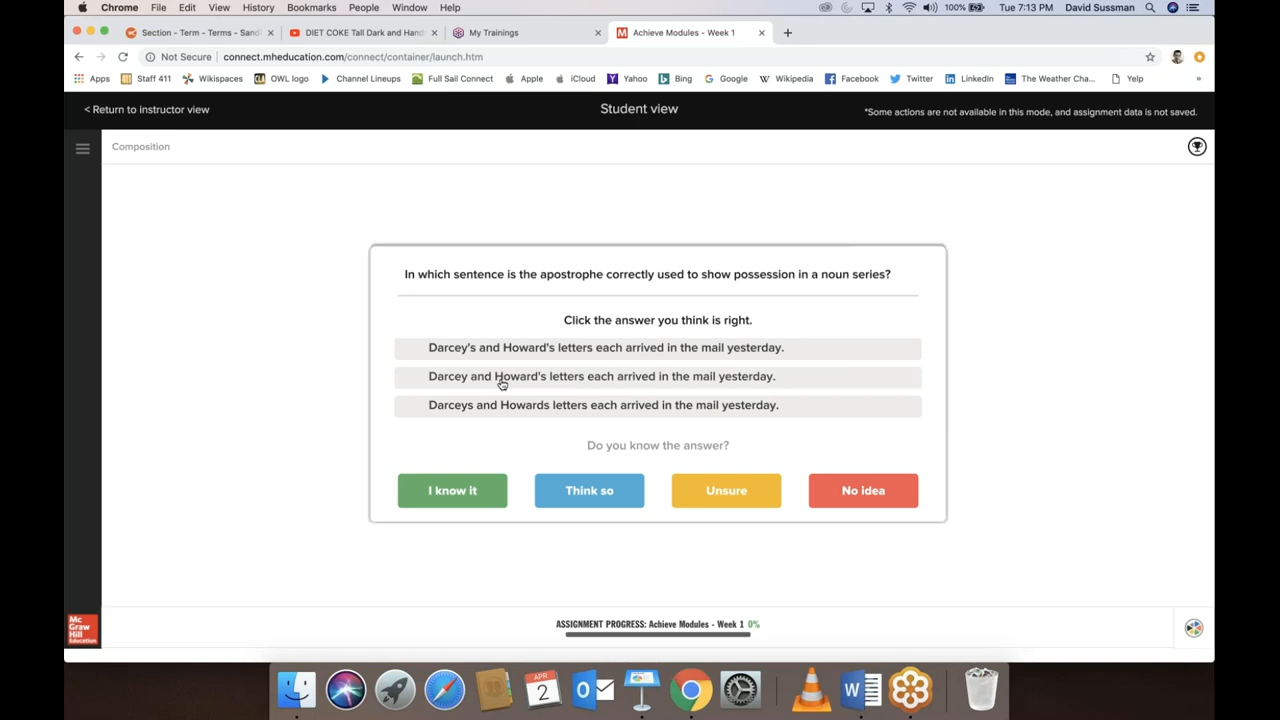 Chrome File Edit View History Bookmarks People Window Help 100% Tue 7:13 PM David Sussman
Section - Term - Terms - Sand
DIET COKE Tall Dark and Hand
My Trainings
Achieve Modules - Week 1
Not Secure connect.mheducation.com/connect/container/launch.htm
Apps Staff 411 Wikispaces OWL logo Channel Lineups Full Sail Connect Apple iCloud Yahoo Bing Google Wikipedia Facebook Twitter LinkedIn The Weather Cha... Yelp »
< Return to instructor view
Student view
*Some actions are not available in this mode, and assignment data is not saved.
Composition
In which sentence is the apostrophe correctly used to show possession in a noun series?
Click the answer you think is right.
Darcey's and Howard's letters each arrived in the mail yesterday.
Darcey and Howard's letters each arrived in the mail yesterday.
Darceys and Howards letters each arrived in the mail yesterday.
Do you know the answer?
I know it
Think so
Unsure
No idea
Mc
Graw
Hill
Education
ASSIGNMENT PROGRESS: Achieve Modules - Week 1 0%
APR
2